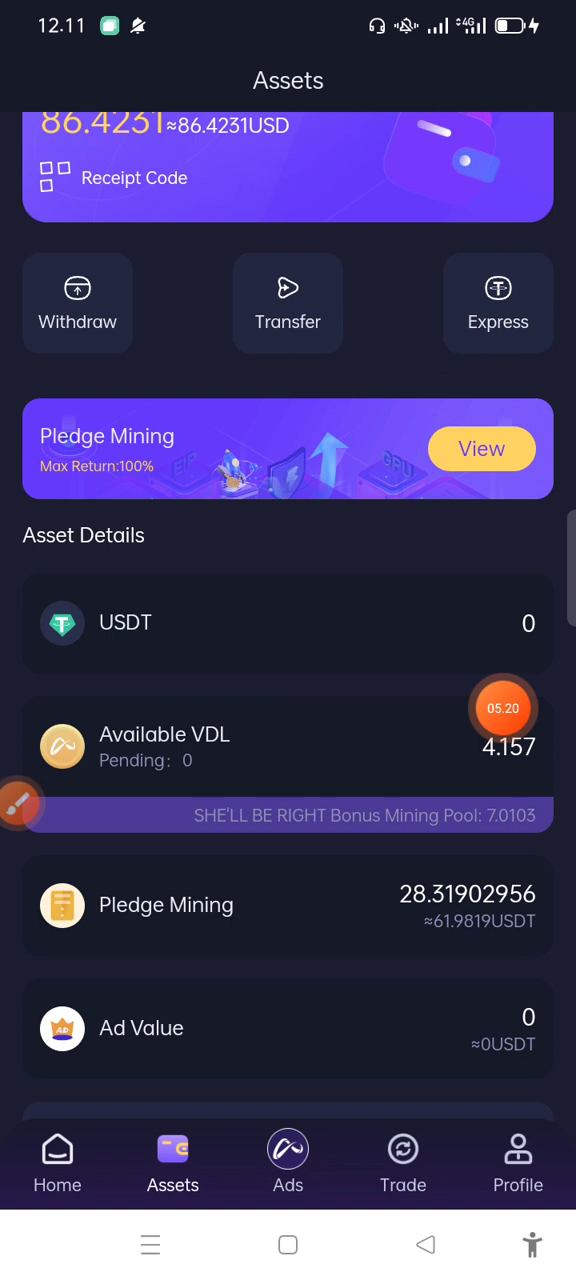 12.11
4G
Assets
86.4231≈86.4231USD
Receipt Code
Withdraw
Transfer
Express
Pledge Mining
Max Return:100%
View
Asset Details
USDT
0
05.20
Available VDL
Pending: 0
4.157
SHE'LL BE RIGHT Bonus Mining Pool: 7.0103
Pledge Mining
28.31902956
≈61.9819USDT
AD
Ad Value
0
≈0USDT
Home
Assets
Ads
Trade
Profile